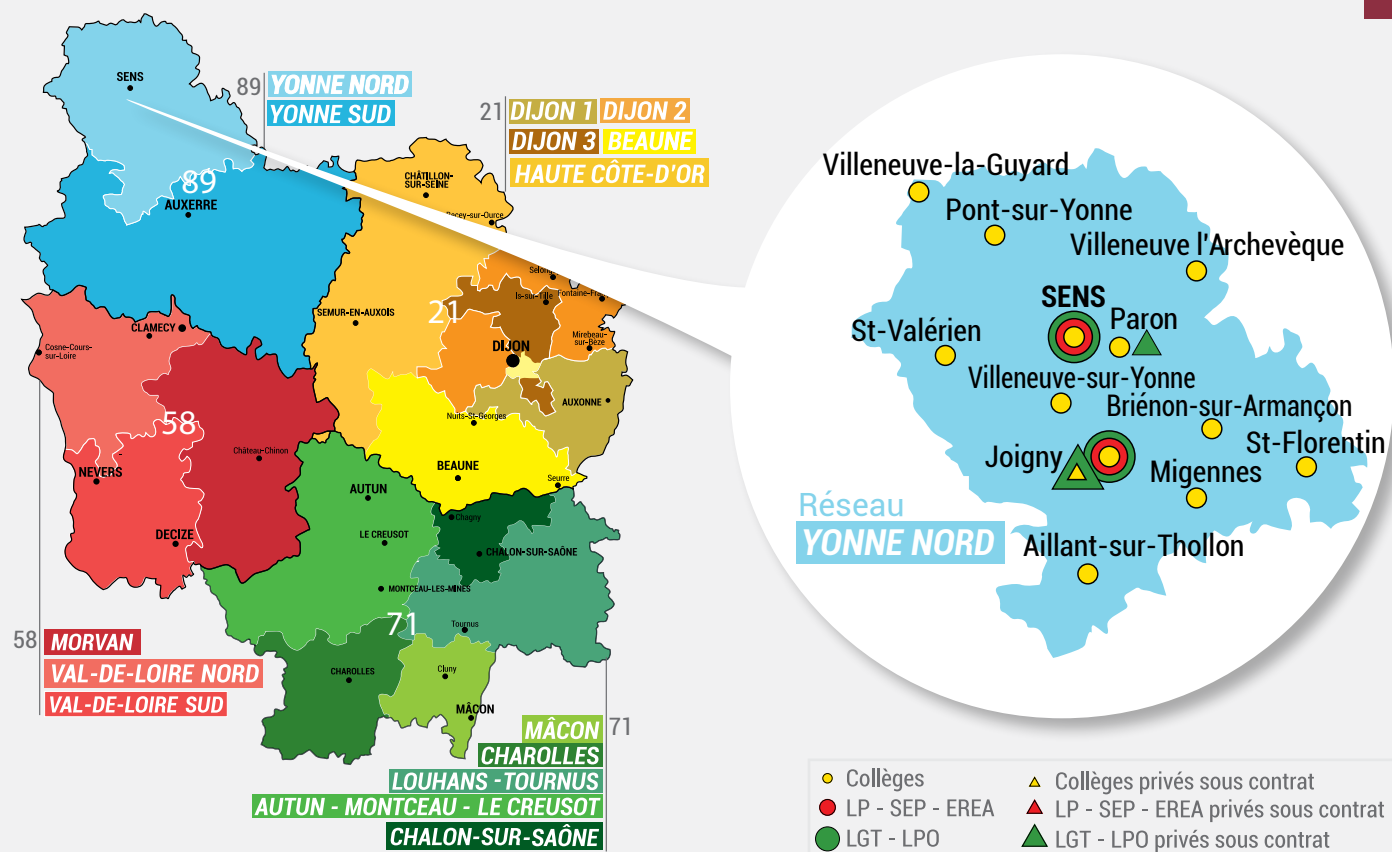 SENS
89
YONNE NORD
YONNE SUD
21
DIJON 1
DIJON 2
DIJON 3
BEAUNE
HAUTE CÔTE-D'OR
CHÂTILLON-
SUR-SEINE
89
AUXERRE
Selong
Is-sur-Tille
SEMUR-EN-AUXOIS
21
Mirebeau-
sur-Bèze
CLAMECY
Cosne-Cours-
sur-Loire
DIJON
AUXONNE
Nuits-St-Georges
58
Château-Chinon
NEVERS
BEAUNE
Seurre
AUTUN
Chagny
DECIZE
LE CREUSOT
CHALON-SUR-SAÔNE
MONTCEAU-LES-MINES
71
Tournus
CHAROLLES
Cluny
MÂCON
58
MORVAN
VAL-DE-LOIRE NORD
VAL-DE-LOIRE SUD
71
MÂCON
CHAROLLES
LOUHANS - TOURNUS
AUTUN - MONTCEAU - LE CREUSOT
CHALON-SUR-SAÔNE
Villeneuve-la-Guyard
Pont-sur-Yonne
Villeneuve l'Archevèque
SENS
Paron
St-Valérien
Villeneuve-sur-Yonne
Briénon-sur-Armançon
St-Florentin
Joigny
Migennes
Réseau
YONNE NORD
Aillant-sur-Thollon
Collèges
Collèges privés sous contrat
LP - SEP - EREA
LP - SEP - EREA privés sous contrat
LGT - LPO
LGT - LPO privés sous contrat